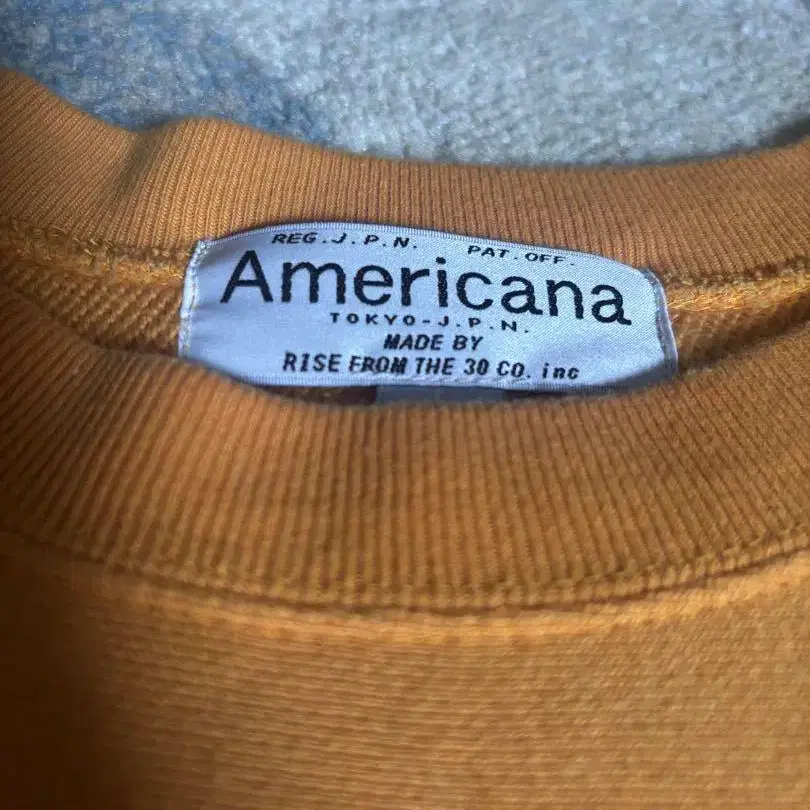 REG.J.P.N. PAT.OFF.
Americana
TOKYO-J.P.N.
MADE BY
RISE FROM THE 30 CO. inc